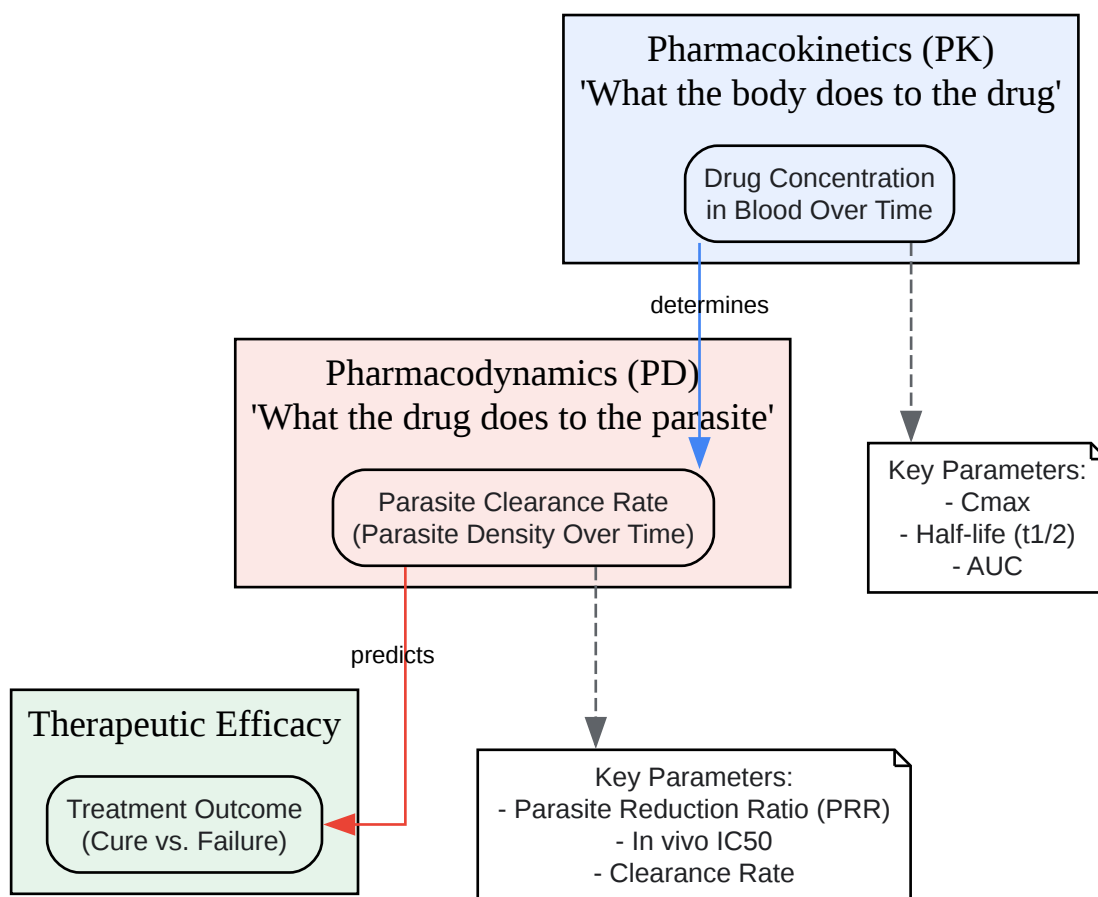 Pharmacokinetics (PK)
'What the body does to the drug'
Drug Concentration
in Blood Over Time
determines
Pharmacodynamics (PD)
'What the drug does to the parasite'
Parasite Clearance Rate
(Parasite Density Over Time)
Key Parameters:
- Cmax
- Half-life (t1/2)
- AUC
predicts
Therapeutic Efficacy
Treatment Outcome
(Cure vs. Failure)
Key Parameters:
- Parasite Reduction Ratio (PRR)
- In vivo IC50
- Clearance Rate